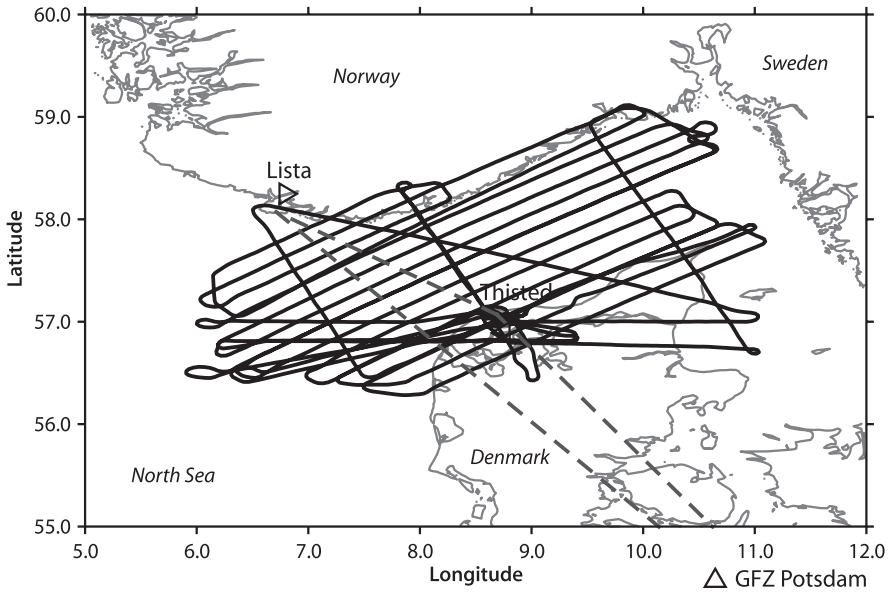 60.0
Norway
Sweden
59.0
Lista
58.0
Latitude
Thisted
57.0
56.0
North Sea
Denmark
55.0
5.0 6.0 7.0 8.0 9.0 10.0 11.0 12.0
Longitude
GFZ Potsdam